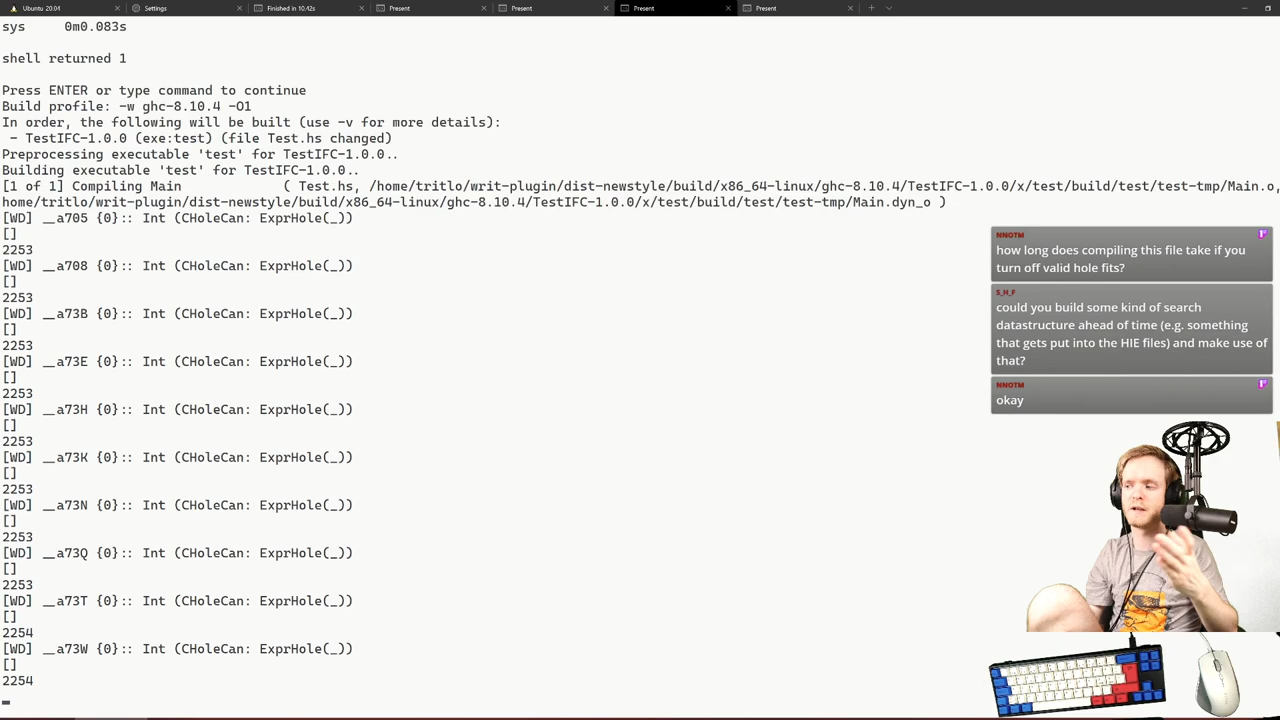 Ubuntu 20.04
Settings
Finished in 10.42s
Present
Present
Present
Present
sys     0m0.083s
shell returned 1
Press ENTER or type command to continue
Build profile: -w ghc-8.10.4 -O1
In order, the following will be built (use -v for more details):
 - TestIFC-1.0.0 (exe:test) (file Test.hs changed)
Preprocessing executable 'test' for TestIFC-1.0.0..
Building executable 'test' for TestIFC-1.0.0..
[1 of 1] Compiling Main             ( Test.hs, /home/tritlo/writ-plugin/dist-newstyle/build/x86_64-linux/ghc-8.10.4/TestIFC-1.0.0/x/test/build/test/test-tmp/Main.o,
home/tritlo/writ-plugin/dist-newstyle/build/x86_64-linux/ghc-8.10.4/TestIFC-1.0.0/x/test/build/test/test-tmp/Main.dyn_o )
[WD] __a705 {0}:: Int (CHoleCan: ExprHole(_))
[]
2253
[WD] __a708 {0}:: Int (CHoleCan: ExprHole(_))
[]
2253
[WD] __a73B {0}:: Int (CHoleCan: ExprHole(_))
[]
2253
[WD] __a73E {0}:: Int (CHoleCan: ExprHole(_))
[]
2253
[WD] __a73H {0}:: Int (CHoleCan: ExprHole(_))
[]
2253
[WD] __a73K {0}:: Int (CHoleCan: ExprHole(_))
[]
2253
[WD] __a73N {0}:: Int (CHoleCan: ExprHole(_))
[]
2253
[WD] __a73Q {0}:: Int (CHoleCan: ExprHole(_))
[]
2253
[WD] __a73T {0}:: Int (CHoleCan: ExprHole(_))
[]
2254
[WD] __a73W {0}:: Int (CHoleCan: ExprHole(_))
[]
2254
NNOTM
how long does compiling this file take if you
turn off valid hole fits?
S_H_F
could you build some kind of search
datastructure ahead of time (e.g. something
that gets put into the HIE files) and make use of
that?
NNOTM
okay